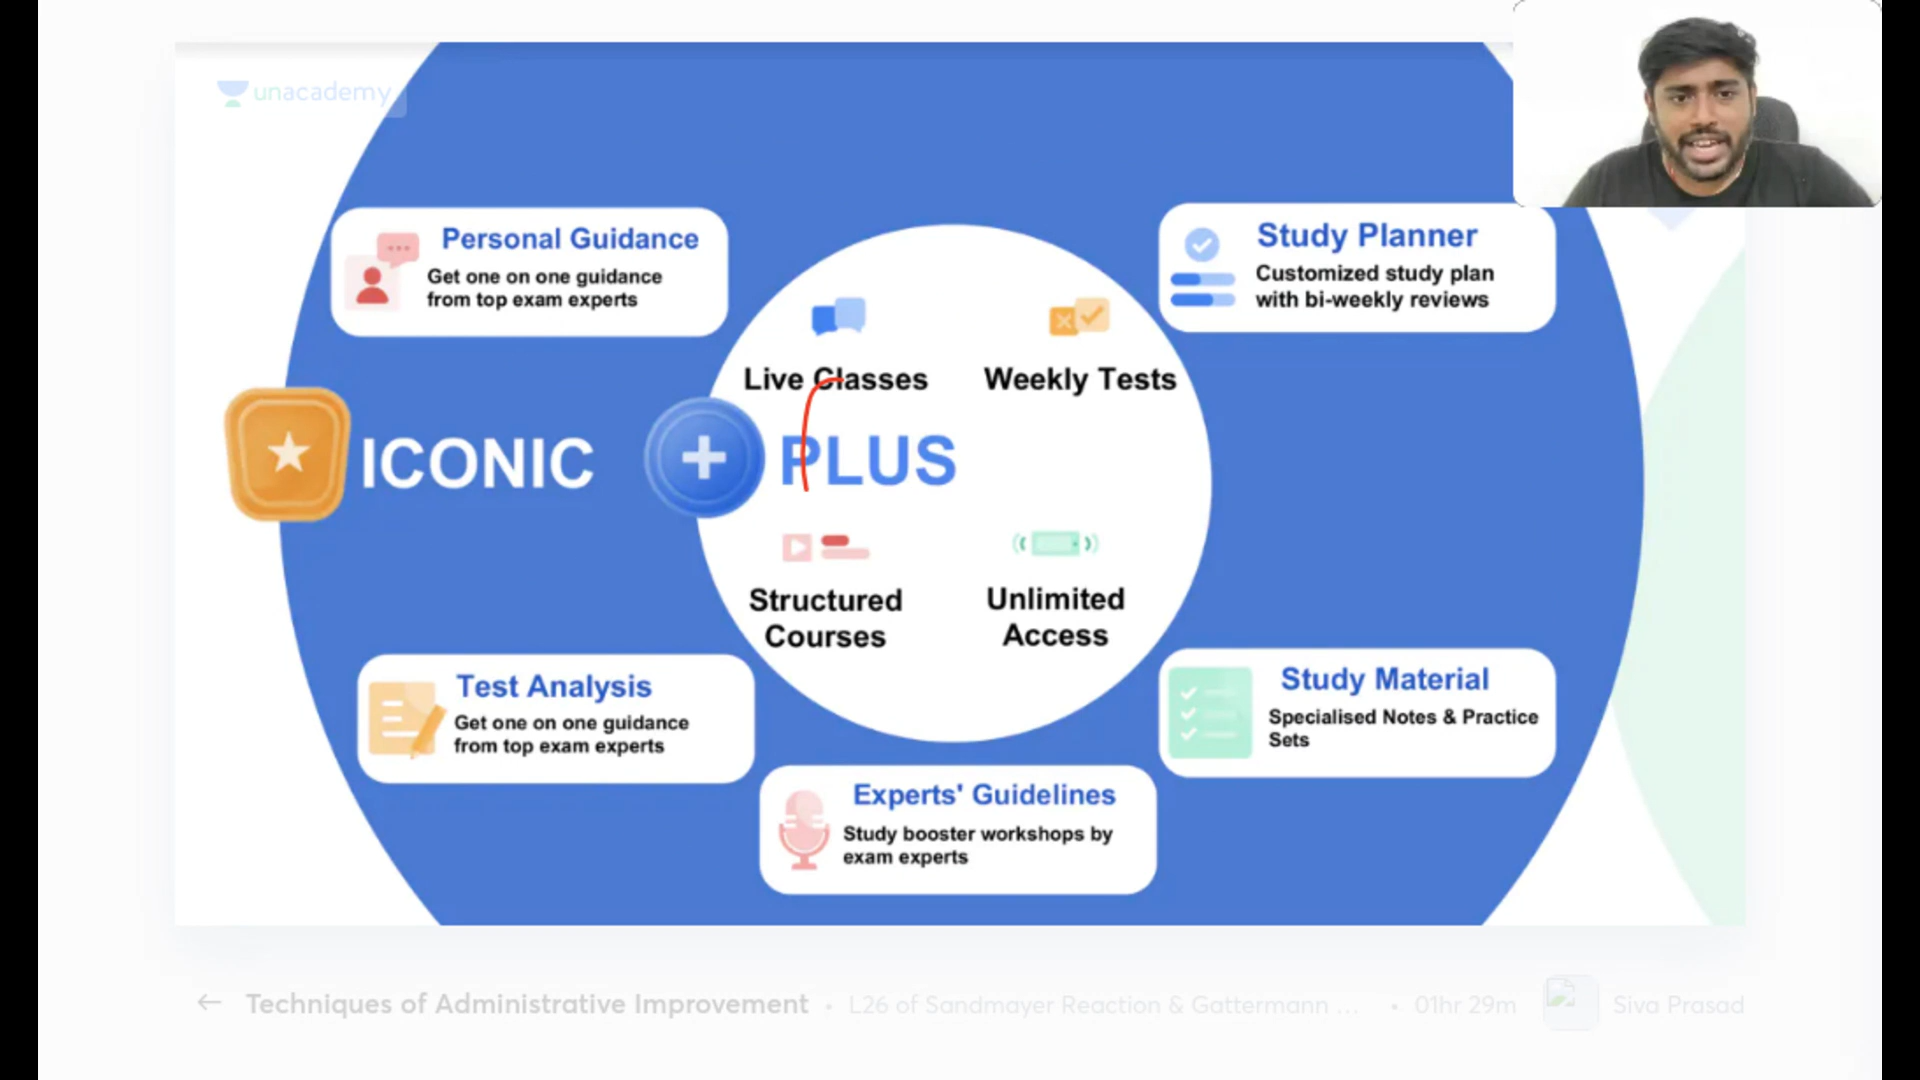 unacademy
Personal Guidance
Get one on one guidance
from top exam experts
Study Planner
Customized study plan
with bi-weekly reviews
Live Classes
Weekly Tests
ICONIC
PLUS
Structured
Courses
Unlimited
Access
Test Analysis
Get one on one guidance
from top exam experts
Study Material
Specialised Notes & Practice
Sets
Experts' Guidelines
Study booster workshops by
exam experts
Techniques of Administrative Improvement • L26 of Sandmayer Reaction & Gattermann ... • 01hr 29m Siva Prasad